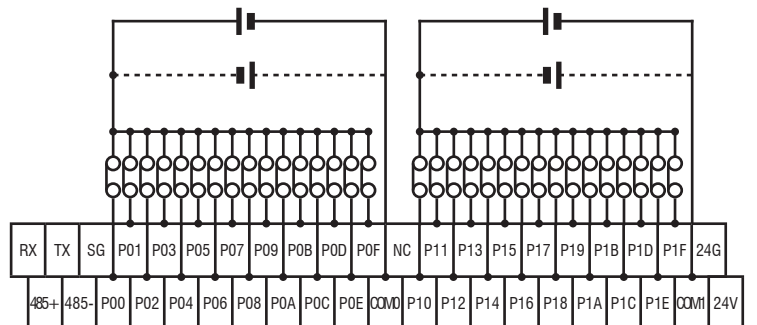 RX TX SG P01 P03 P05 P07 P09 P0B P0D P0F NC P11 P13 P15 P17 P19 P1B P1D P1F 24G
485+ 485- P00 P02 P04 P06 P08 P0A P0C P0E COM0 P10 P12 P14 P16 P18 P1A P1C P1E COM1 24V